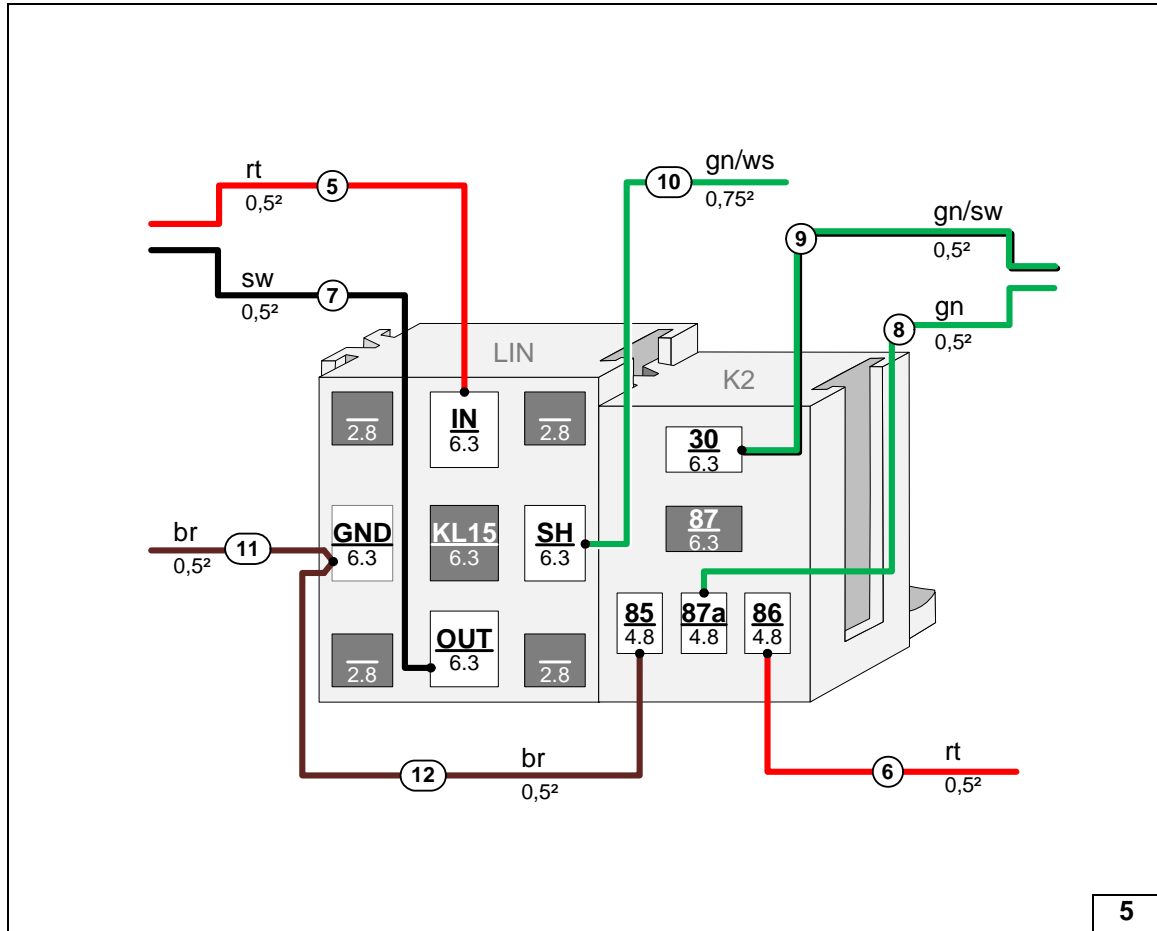 rt
5
0,5²
gn/ws
10
0,75²
gn/sw
9
0,5²
sw
7
0,5²
gn
8
0,5²
LIN
K2
2.8
IN
6.3
2.8
30
6.3
br
11
0,5²
GND
6.3
KL15
6.3
SH
6.3
87
6.3
85
4.8
87a
4.8
86
4.8
2.8
OUT
6.3
2.8
br
12
0,5²
rt
6
0,5²
5